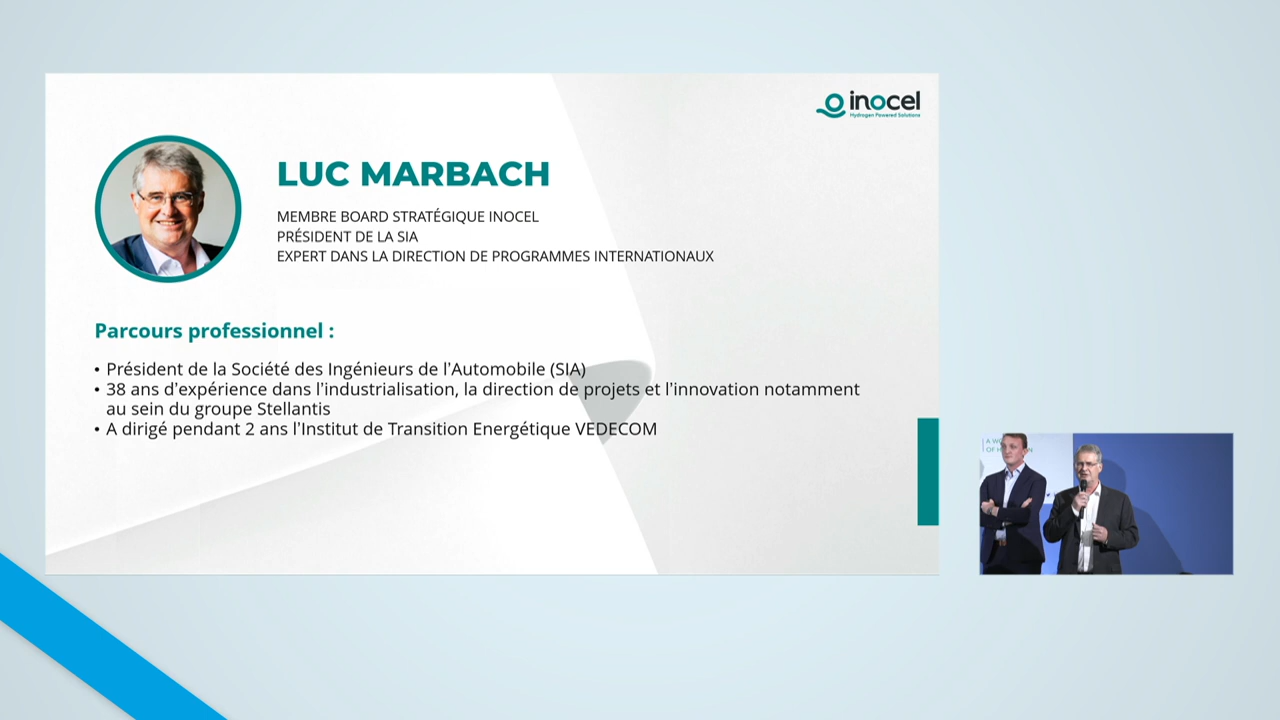 inocel
Hydrogen Powered Solutions
LUC MARBACH
MEMBRE BOARD STRATÉGIQUE INOCEL
PRÉSIDENT DE LA SIA
EXPERT DANS LA DIRECTION DE PROGRAMMES INTERNATIONAUX
Parcours professionnel :
• Président de la Société des Ingénieurs de l'Automobile (SIA)
• 38 ans d'expérience dans l'industrialisation, la direction de projets et l'innovation notamment
au sein du groupe Stellantis
• A dirigé pendant 2 ans l'Institut de Transition Energétique VEDECOM